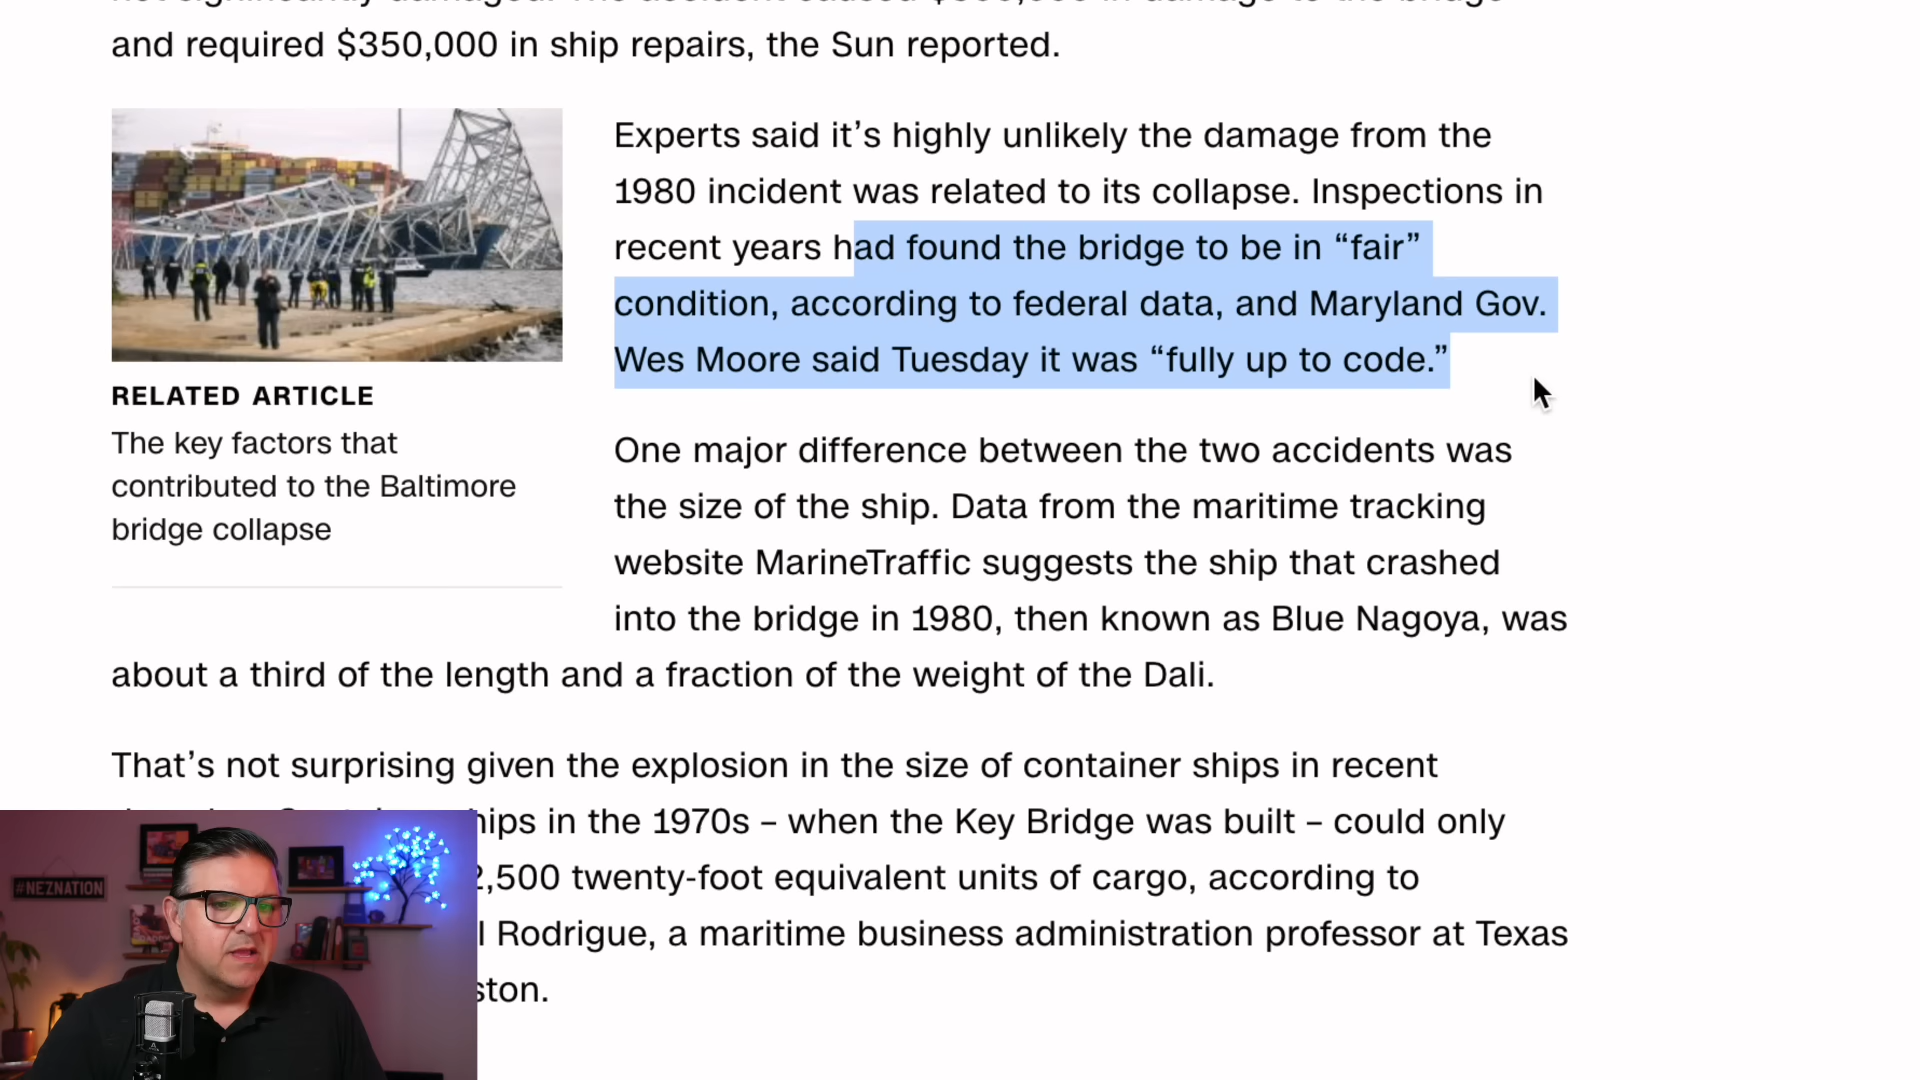 and required $350,000 in ship repairs, the Sun reported.
Experts said it’s highly unlikely the damage from the
1980 incident was related to its collapse. Inspections in
recent years had found the bridge to be in “fair”
condition, according to federal data, and Maryland Gov.
Wes Moore said Tuesday it was “fully up to code.”
RELATED ARTICLE
The key factors that
contributed to the Baltimore
bridge collapse
One major difference between the two accidents was
the size of the ship. Data from the maritime tracking
website MarineTraffic suggests the ship that crashed
into the bridge in 1980, then known as Blue Nagoya, was
about a third of the length and a fraction of the weight of the Dali.
That’s not surprising given the explosion in the size of container ships in recent
hips in the 1970s – when the Key Bridge was built – could only
2,500 twenty-foot equivalent units of cargo, according to
l Rodrigue, a maritime business administration professor at Texas
ston.
#NEZNATION